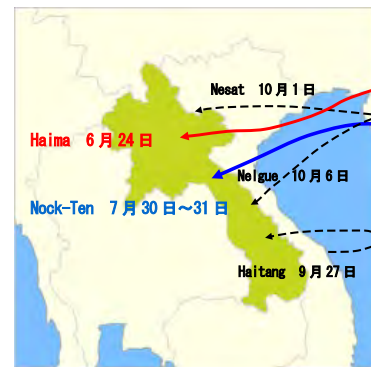 Nesat 10月1日
Haima 6月24日
Nelgue 10月6日
Nock-Ten 7月30日～31日
Haitang 9月27日